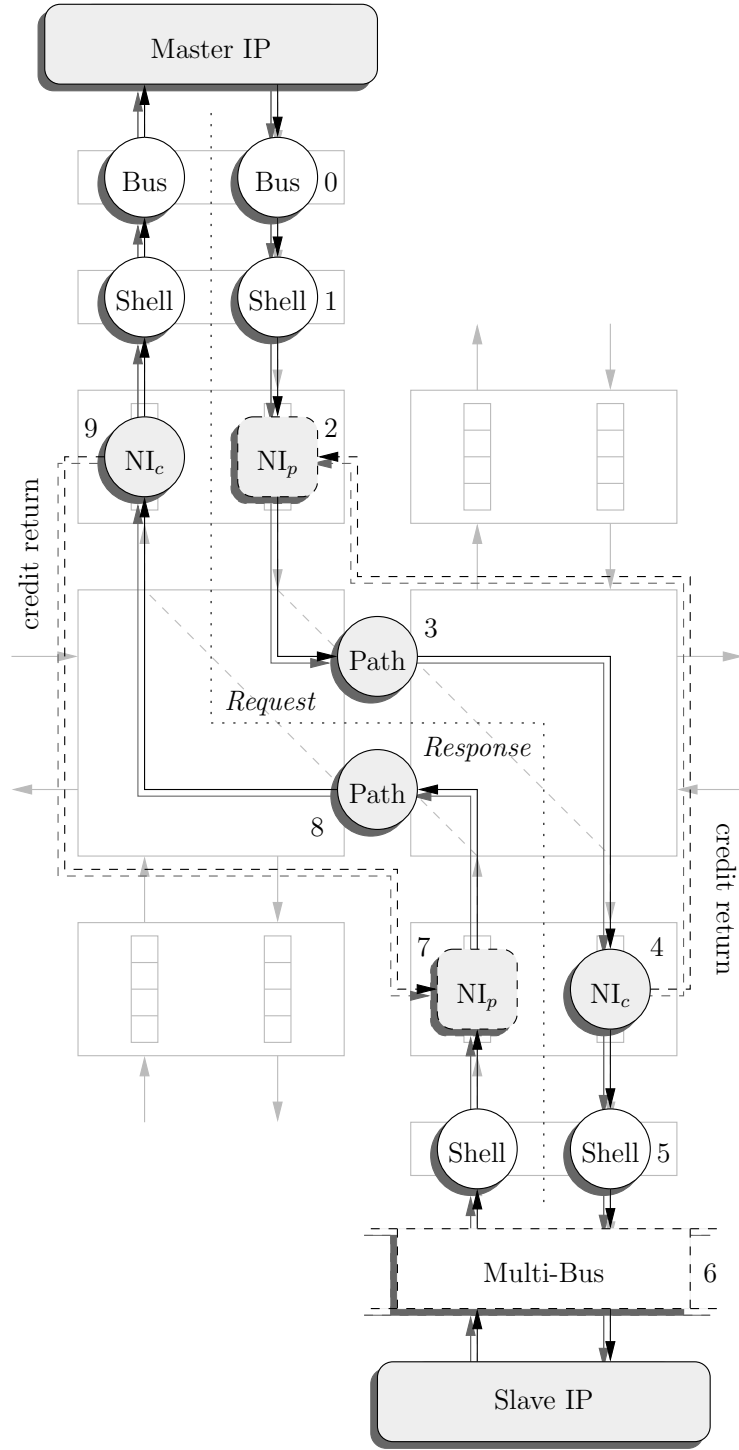 Master IP
Bus
Bus
0
Shell
Shell
1
9
2
NI_c
NI_p
credit return
3
Path
Request
Response
Path
8
credit return
7
4
NI_p
NI_c
Shell
Shell
5
Multi-Bus
6
Slave IP